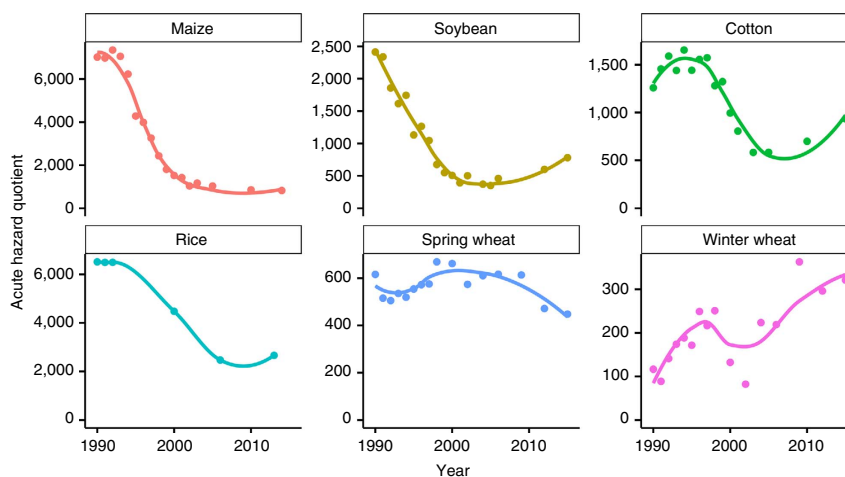 Maize
Soybean
Cotton
6,000
4,000
2,000
0
2,500
2,000
1,500
1,000
500
0
1,500
1,000
500
0
Acute hazard quotient
Rice
Spring wheat
Winter wheat
6,000
4,000
2,000
0
600
400
200
0
300
200
100
0
1990 2000 2010
1990 2000 2010
1990 2000 2010
Year